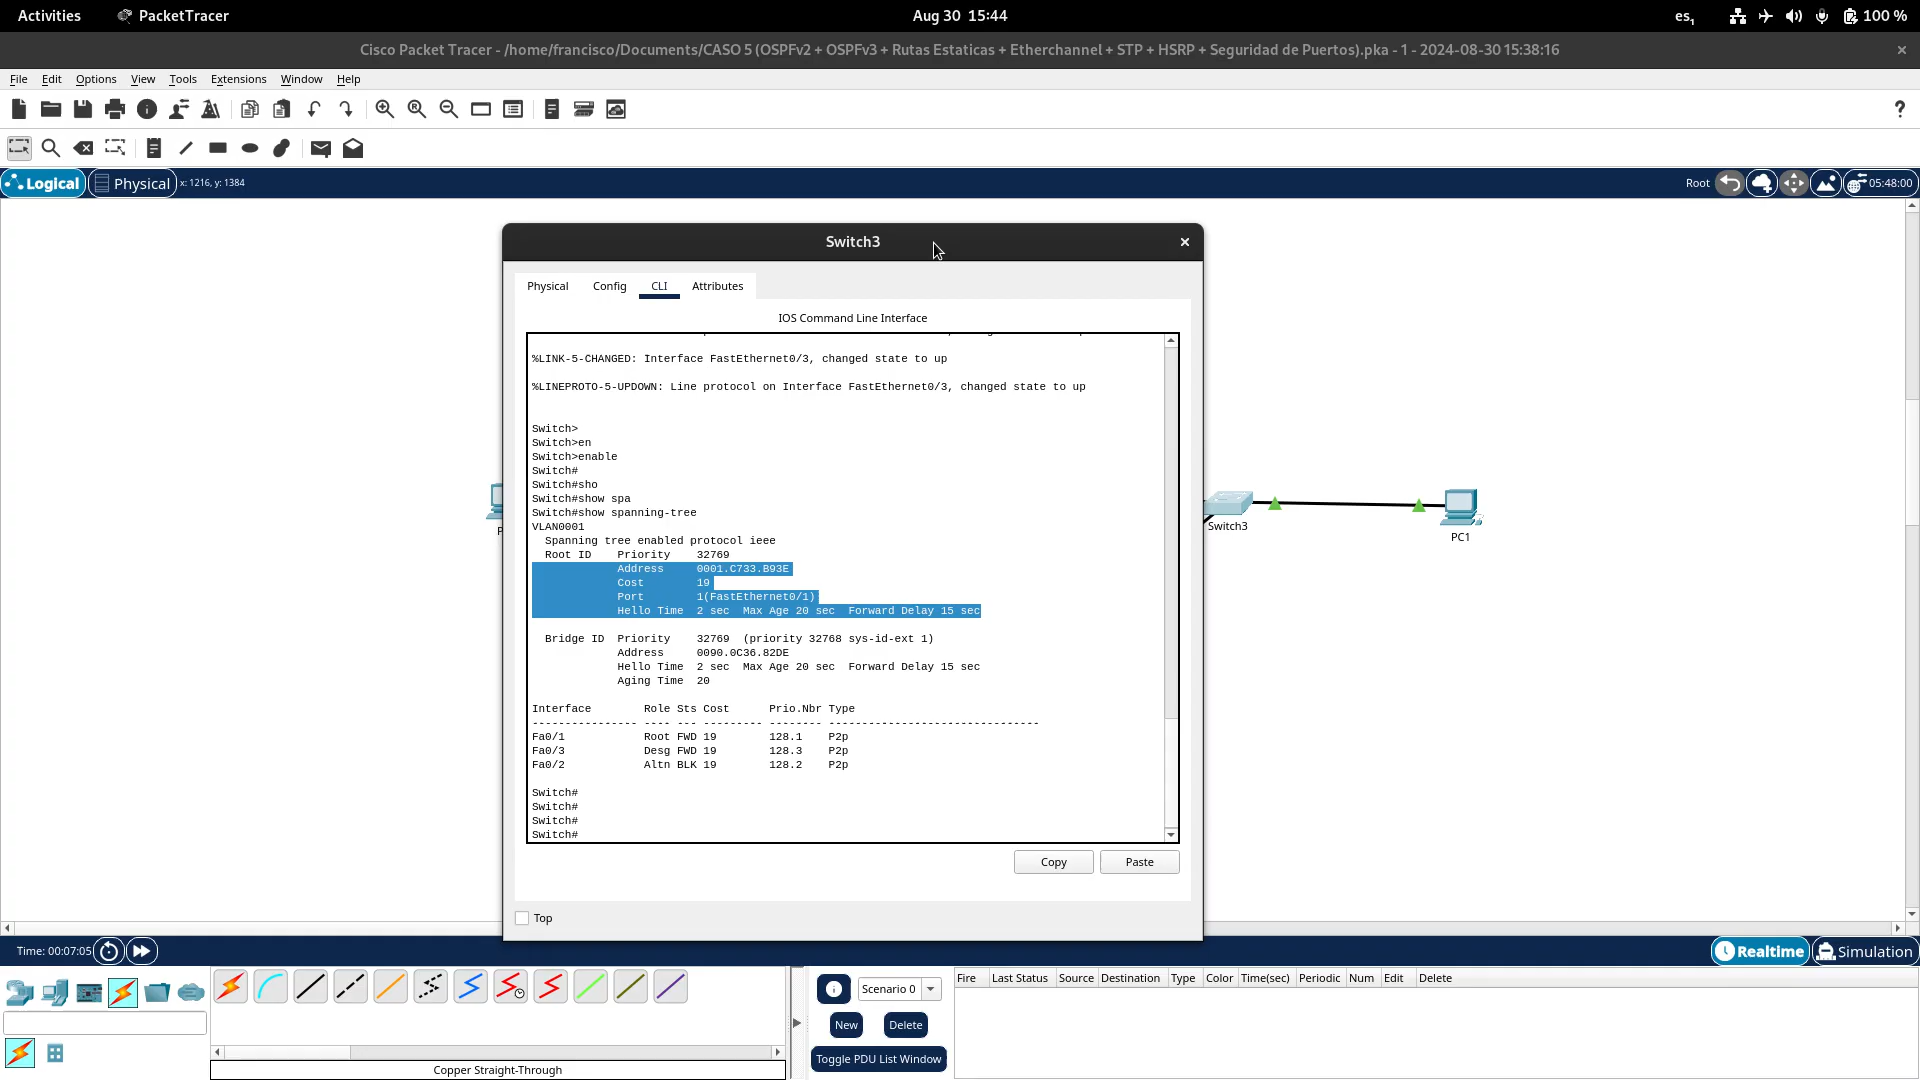 Activities
PacketTracer
Aug 30 15:44
es1
100 %
Cisco Packet Tracer - /home/francisco/Documents/CASO 5 (OSPFv2 + OSPFv3 + Rutas Estaticas + Etherchannel + STP + HSRP + Seguridad de Puertos).pka - 1 - 2024-08-30 15:38:16
File Edit Options View Tools Extensions Window Help
Logical
Physical
x: 1216, y: 1384
Root
05:48:00
Switch3
Physical Config CLI Attributes
IOS Command Line Interface
%LINK-5-CHANGED: Interface FastEthernet0/3, changed state to up
%LINEPROTO-5-UPDOWN: Line protocol on Interface FastEthernet0/3, changed state to up
Switch>
Switch>en
Switch>enable
Switch#
Switch#sho
Switch#show spa
Switch#show spanning-tree
VLAN0001
Spanning tree enabled protocol ieee
Root ID Priority 32769
Address 0001.C733.B93E
Cost 19
Port 1(FastEthernet0/1)
Hello Time 2 sec Max Age 20 sec Forward Delay 15 sec
Bridge ID Priority 32769 (priority 32768 sys-id-ext 1)
Address 0090.0C36.82DE
Hello Time 2 sec Max Age 20 sec Forward Delay 15 sec
Aging Time 20
Interface Role Sts Cost Prio.Nbr Type
---------------- ---- --- --------- -------- --------------------------------
Fa0/1 Root FWD 19 128.1 P2p
Fa0/3 Desg FWD 19 128.3 P2p
Fa0/2 Altn BLK 19 128.2 P2p
Switch#
Switch#
Switch#
Switch#
Copy
Paste
Top
Switch3
PC1
Time: 00:07:05
Realtime
Simulation
Scenario 0
New
Delete
Toggle PDU List Window
Fire Last Status Source Destination Type Color Time(sec) Periodic Num Edit Delete
Copper Straight-Through